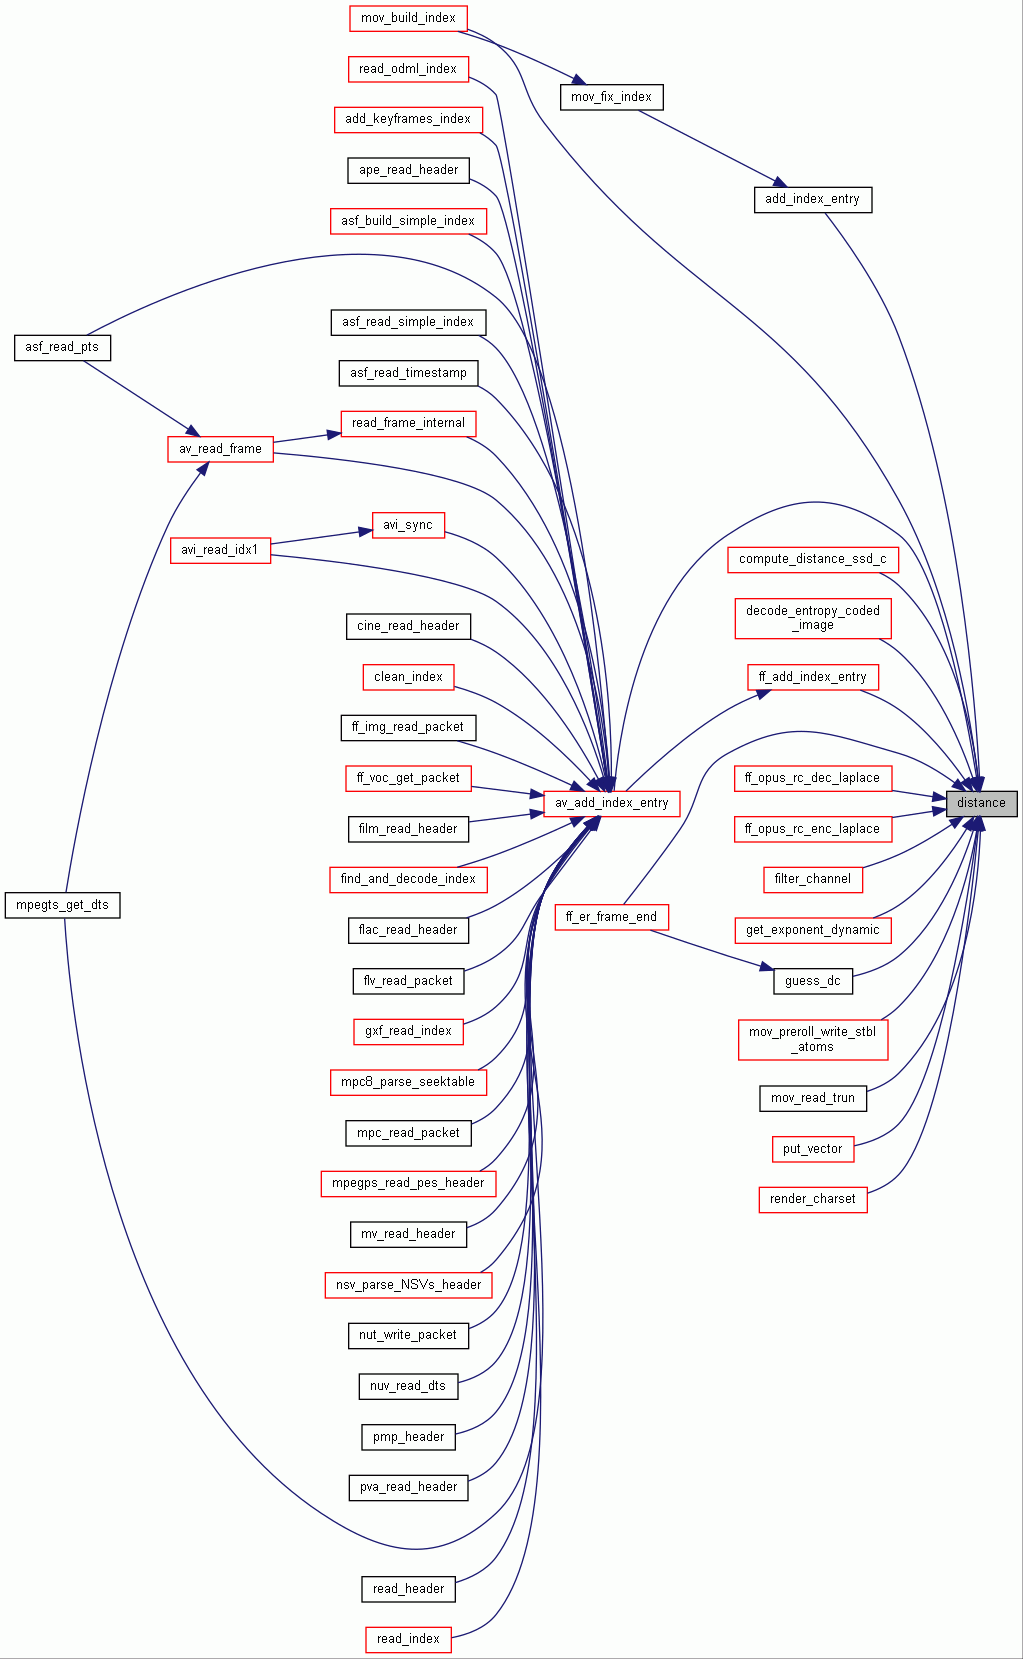 mov_build_index
read_odml_index
mov_fix_index
add_keyframes_index
ape_read_header
add_index_entry
asf_build_simple_index
asf_read_simple_index
asf_read_pts
asf_read_timestamp
read_frame_internal
av_read_frame
avi_sync
avi_read_idx1
compute_distance_ssd_c
decode_entropy_coded
_image
cine_read_header
clean_index
ff_add_index_entry
ff_img_read_packet
ff_voc_get_packet
ff_opus_rc_dec_laplace
av_add_index_entry
distance
film_read_header
ff_opus_rc_enc_laplace
find_and_decode_index
filter_channel
mpegts_get_dts
ff_er_frame_end
flac_read_header
get_exponent_dynamic
flv_read_packet
guess_dc
gxf_read_index
mov_preroll_write_stbl
_atoms
mpc8_parse_seektable
mov_read_trun
mpc_read_packet
put_vector
mpegps_read_pes_header
render_charset
mv_read_header
nsv_parse_NSVs_header
nut_write_packet
nuv_read_dts
pmp_header
pva_read_header
read_header
read_index